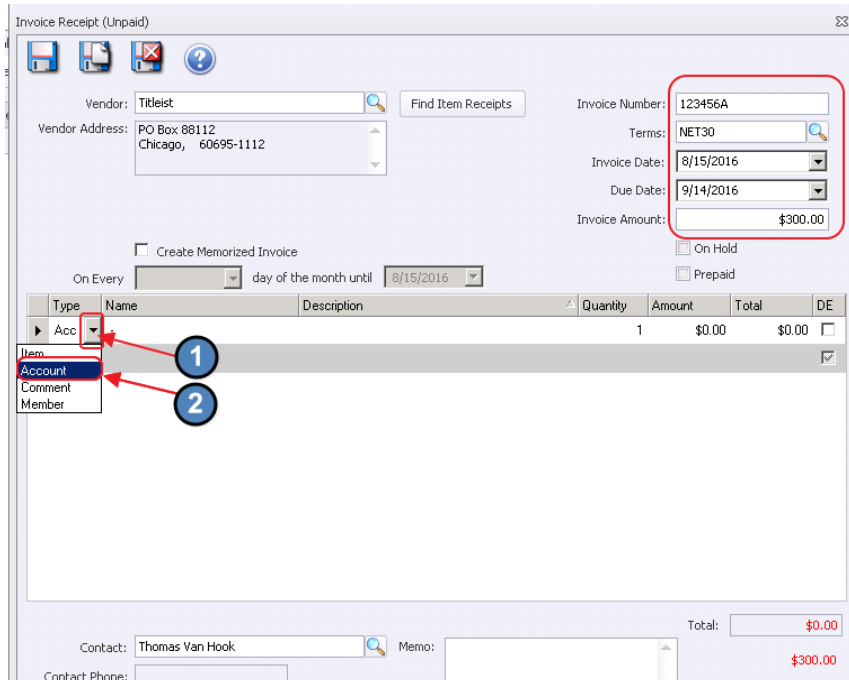 Invoice Receipt (Unpaid)
Vendor: Titleist
Find Item Receipts
Invoice Number: 123456A
Vendor Address: PO Box 88112
Chicago, 60695-1112
Terms: NET30
Invoice Date: 8/15/2016
Due Date: 9/14/2016
Invoice Amount: $300.00
Create Memorized Invoice
On Hold
On Every day of the month until 8/15/2016
Prepaid
Type Name Description Quantity Amount Total DE
Acc - 1 $0.00 $0.00
Item
Account
Comment
Member
1
2
Total: $0.00
Contact: Thomas Van Hook
Memo:
$300.00
Contact Phone: